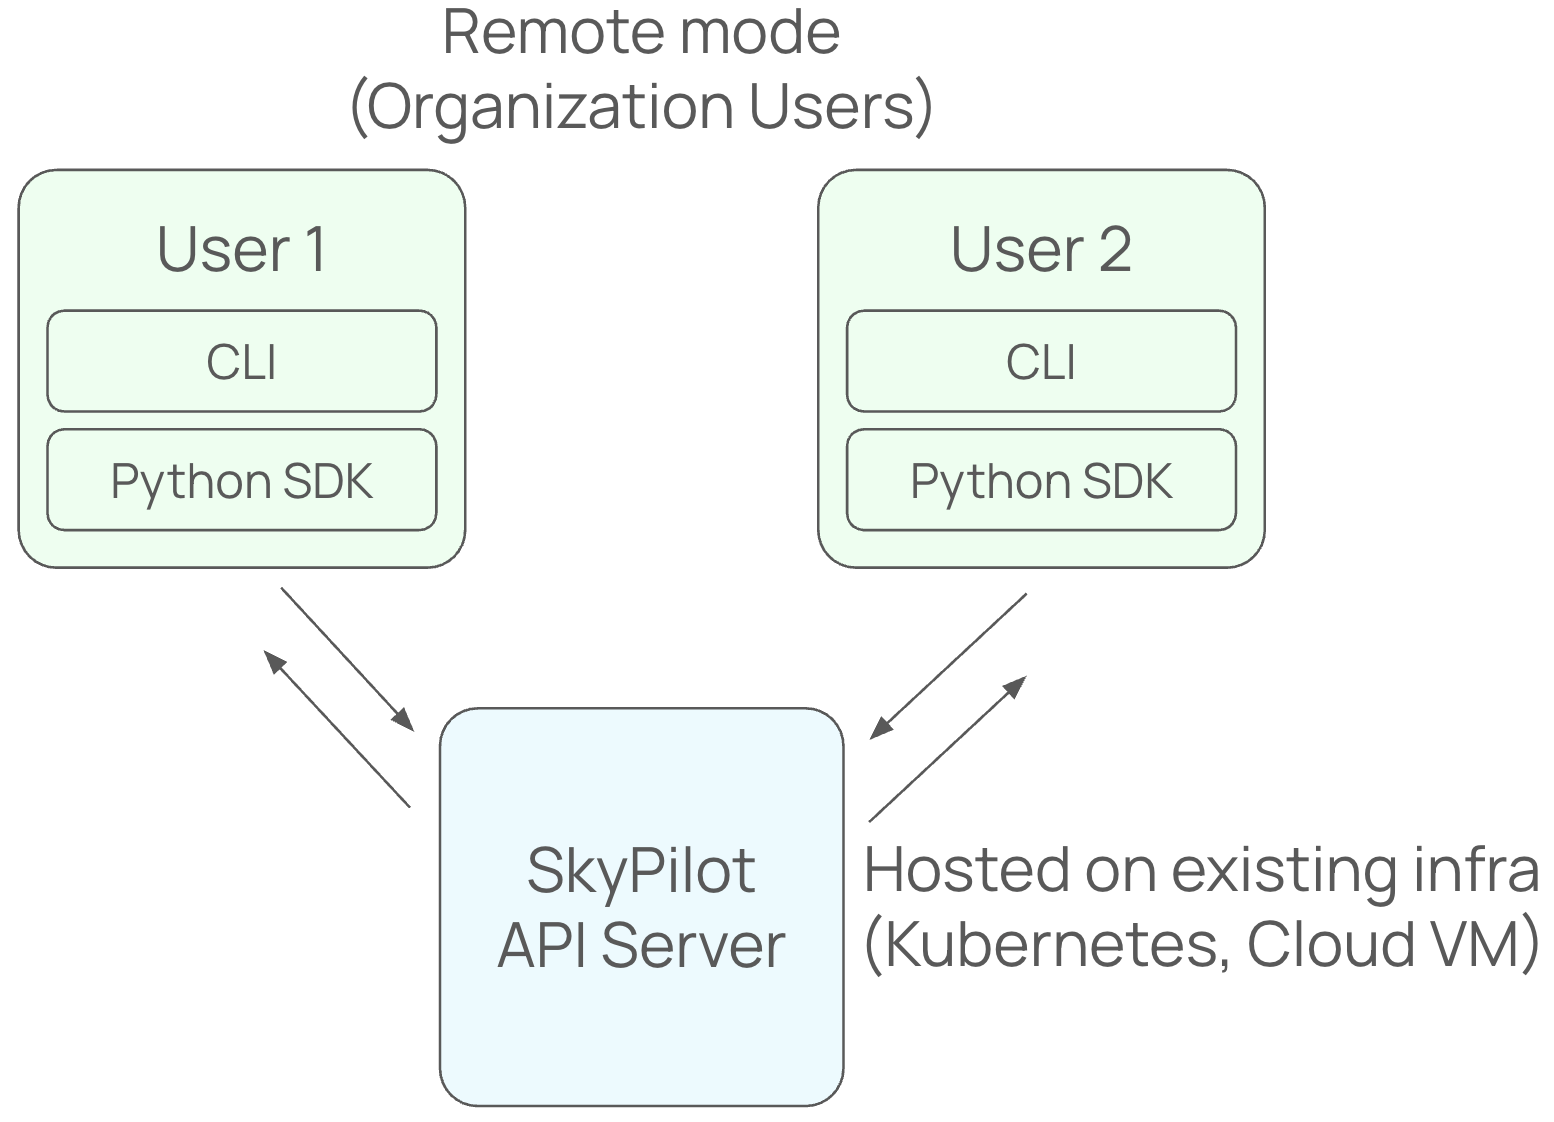 Remote mode
(Organization Users)
User 1
CLI
Python SDK
User 2
CLI
Python SDK
SkyPilot
API Server
Hosted on existing infra
(Kubernetes, Cloud VM)